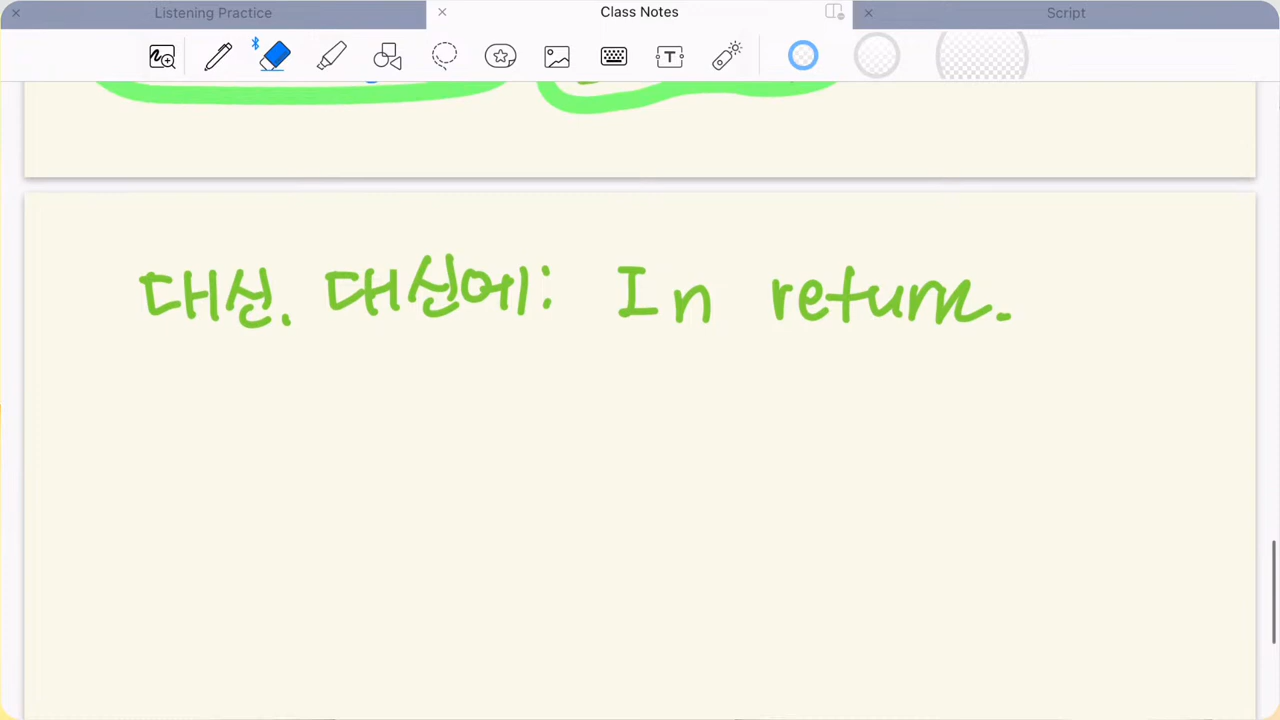 Listening Practice Class Notes Script
대신. 대신에: In return.